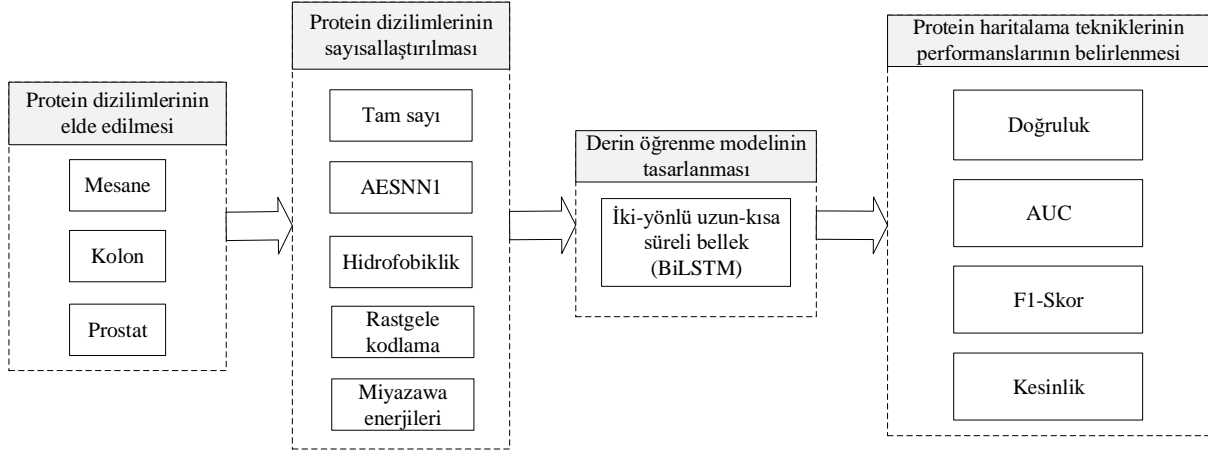 Protein dizilimlerinin
elde edilmesi
Mesane
Kolon
Prostat
Protein dizilimlerinin
sayısallaştırılması
Tam sayı
AESNN1
Hidrofobiklik
Rastgele
kodlama
Miyazawa
enerjileri
Derin öğrenme modelinin
tasarlanması
İki-yönlü uzun-kısa
süreli bellek
(BiLSTM)
Protein haritalama tekniklerinin
performanslarının belirlenmesi
Doğruluk
AUC
F1-Skor
Kesinlik